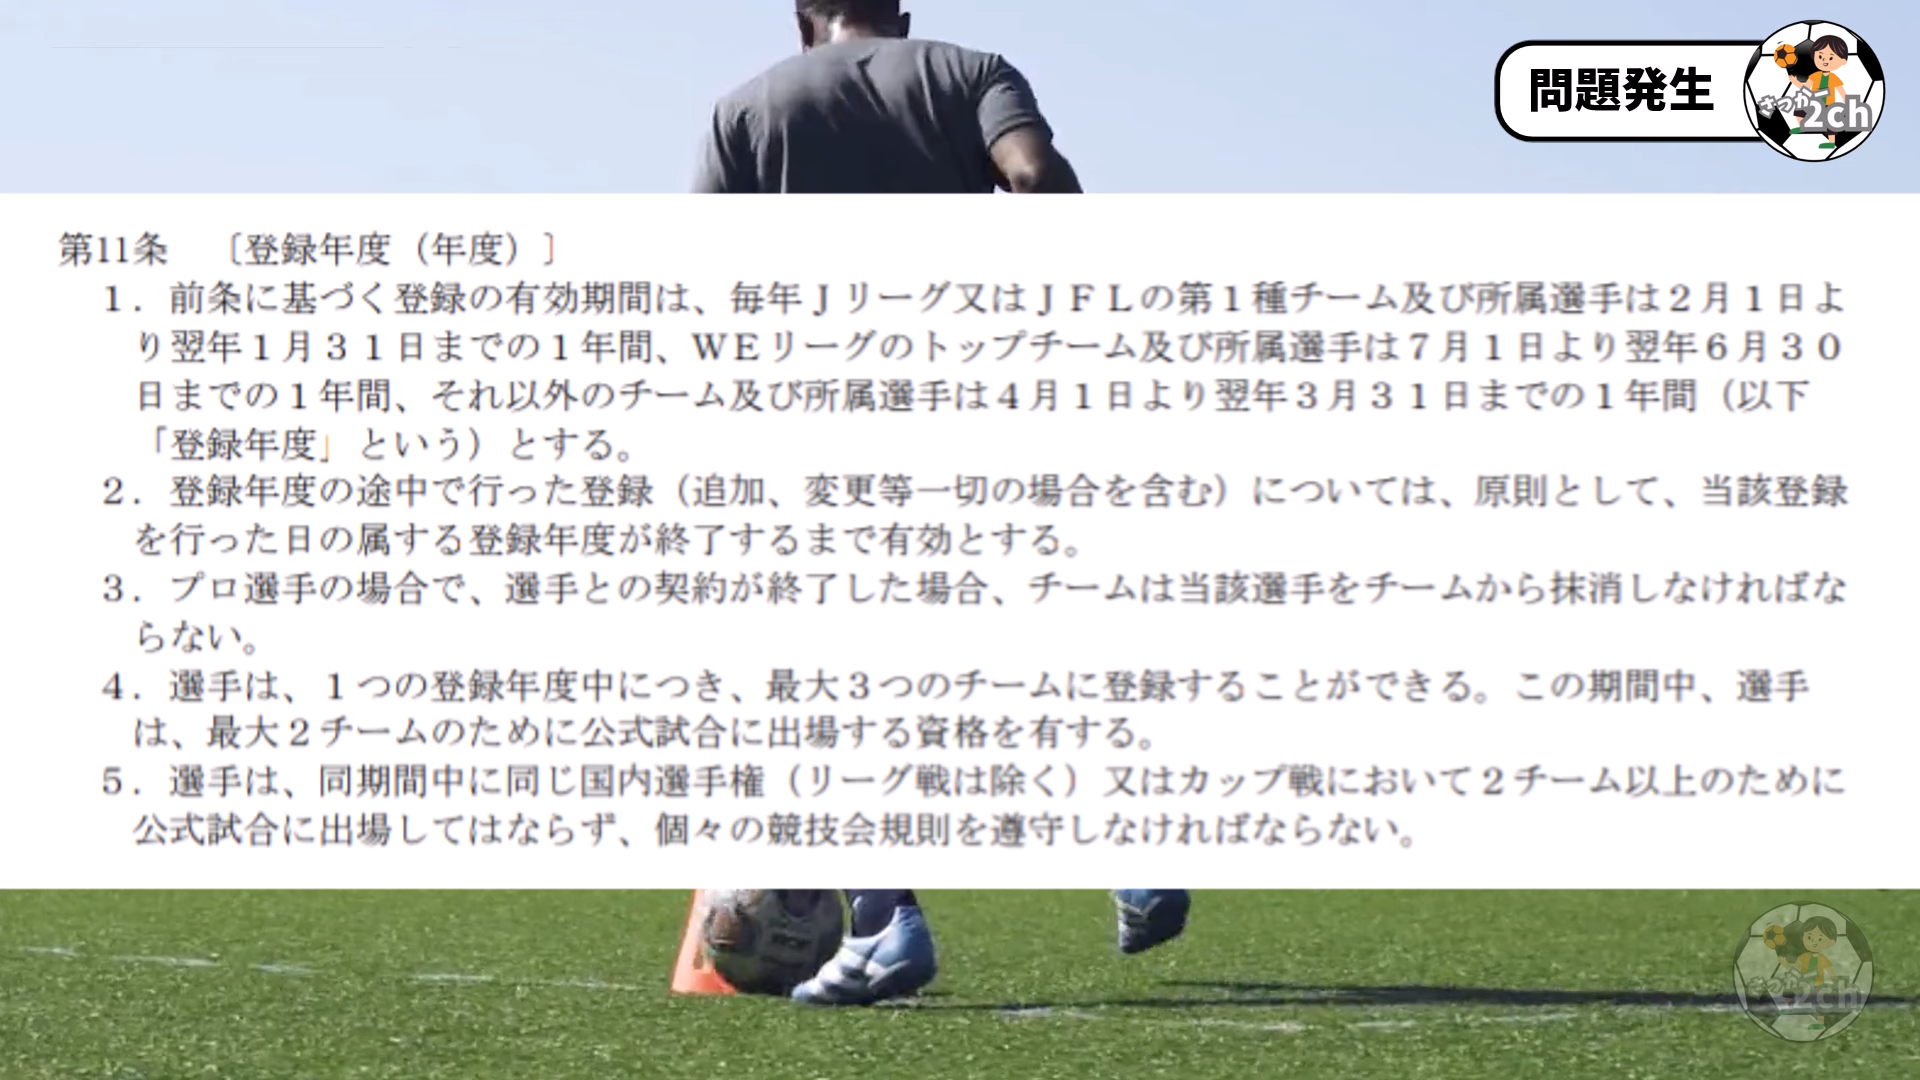 問題発生
さっかー
2ch
第11条　〔登録年度（年度）〕
１．前条に基づく登録の有効期間は、毎年Ｊリーグ又はＪＦＬの第１種チーム及び所属選手は２月１日よ
り翌年１月３１日までの１年間、ＷＥリーグのトップチーム及び所属選手は７月１日より翌年６月３０
日までの１年間、それ以外のチーム及び所属選手は４月１日より翌年３月３１日までの１年間（以下
「登録年度」という）とする。
２．登録年度の途中で行った登録（追加、変更等一切の場合を含む）については、原則として、当該登録
を行った日の属する登録年度が終了するまで有効とする。
３．プロ選手の場合で、選手との契約が終了した場合、チームは当該選手をチームから抹消しなければな
らない。
４．選手は、１つの登録年度中につき、最大３つのチームに登録することができる。この期間中、選手
は、最大２チームのために公式試合に出場する資格を有する。
５．選手は、同期間中に同じ国内選手権（リーグ戦は除く）又はカップ戦において２チーム以上のために
公式試合に出場してはならず、個々の競技会規則を遵守しなければならない。
さっかー
2ch